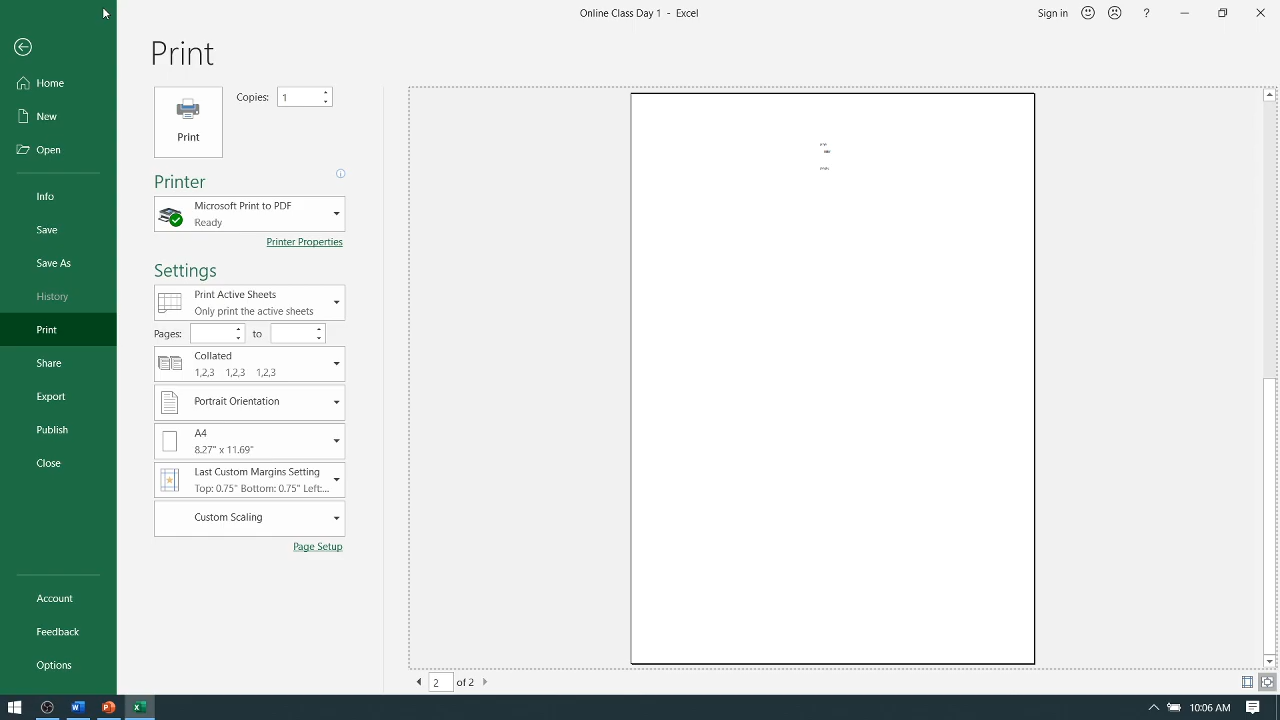 Online Class Day 1 - Excel
Sign in
?
Print
Home
New
Open
Info
Save
Save As
History
Print
Share
Export
Publish
Close
Account
Feedback
Options
Print
Copies: 1
Printer
Microsoft Print to PDF
Ready
Printer Properties
Settings
Print Active Sheets
Only print the active sheets
Pages: to
Collated
1,2,3 1,2,3 1,2,3
Portrait Orientation
A4
8.27" x 11.69"
Last Custom Margins Setting
Top: 0.75" Bottom: 0.75" Left:...
Custom Scaling
Page Setup
2 of 2
10:06 AM